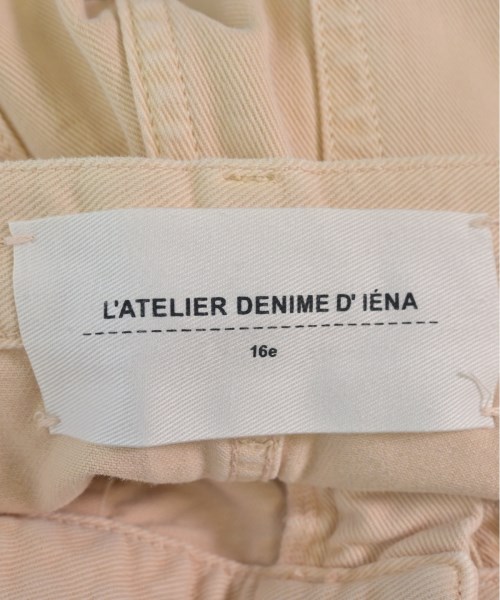 L'ATELIER DENIME D' IÉNA
16e